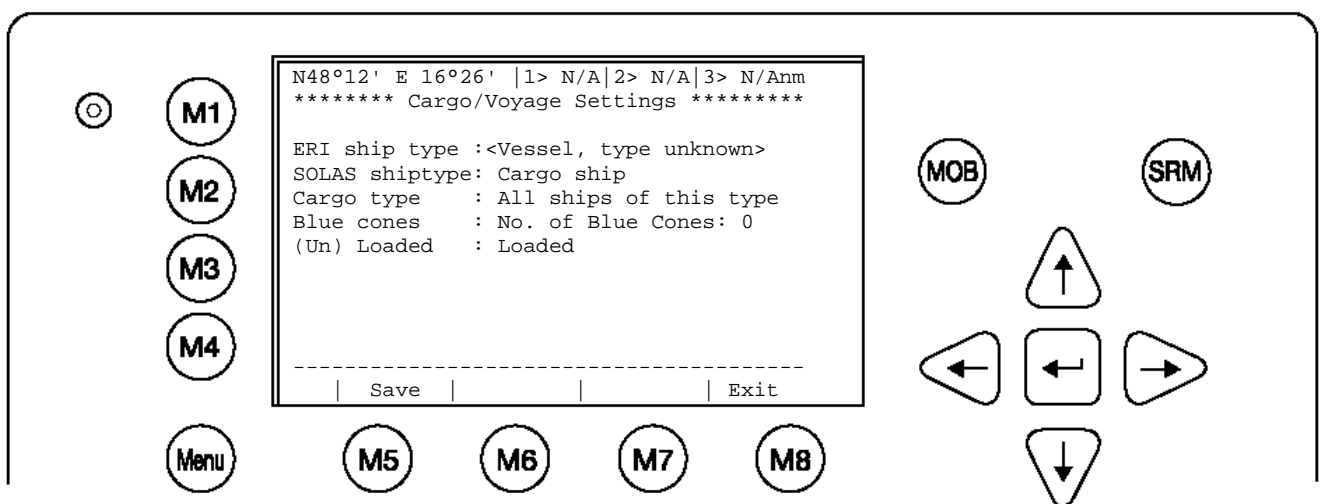 N48°12' E 16°26' |1> N/A|2> N/A|3> N/Anm
******** Cargo/Voyage Settings *********
ERI ship type :<Vessel, type unknown>
SOLAS shiptype: Cargo ship
Cargo type : All ships of this type
Blue cones : No. of Blue Cones: 0
(Un) Loaded : Loaded
----------------------------------------
| Save | | | Exit
M1
M2
M3
M4
Menu
M5
M6
M7
M8
MOB
SRM